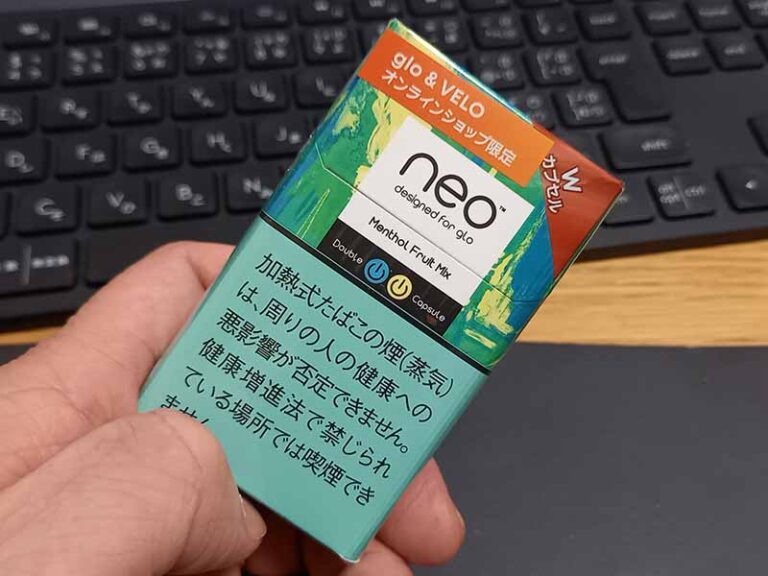 glo & VELO
オンラインショップ限定
W
カプセル
neo™
designed for glo
Menthol Fruit Mix
Double
Capsule
加熱式たばこの煙(蒸気)
は、周りの人の健康への
悪影響が否定できません。
健康増進法で禁じられ
ている場所では喫煙でき
ません